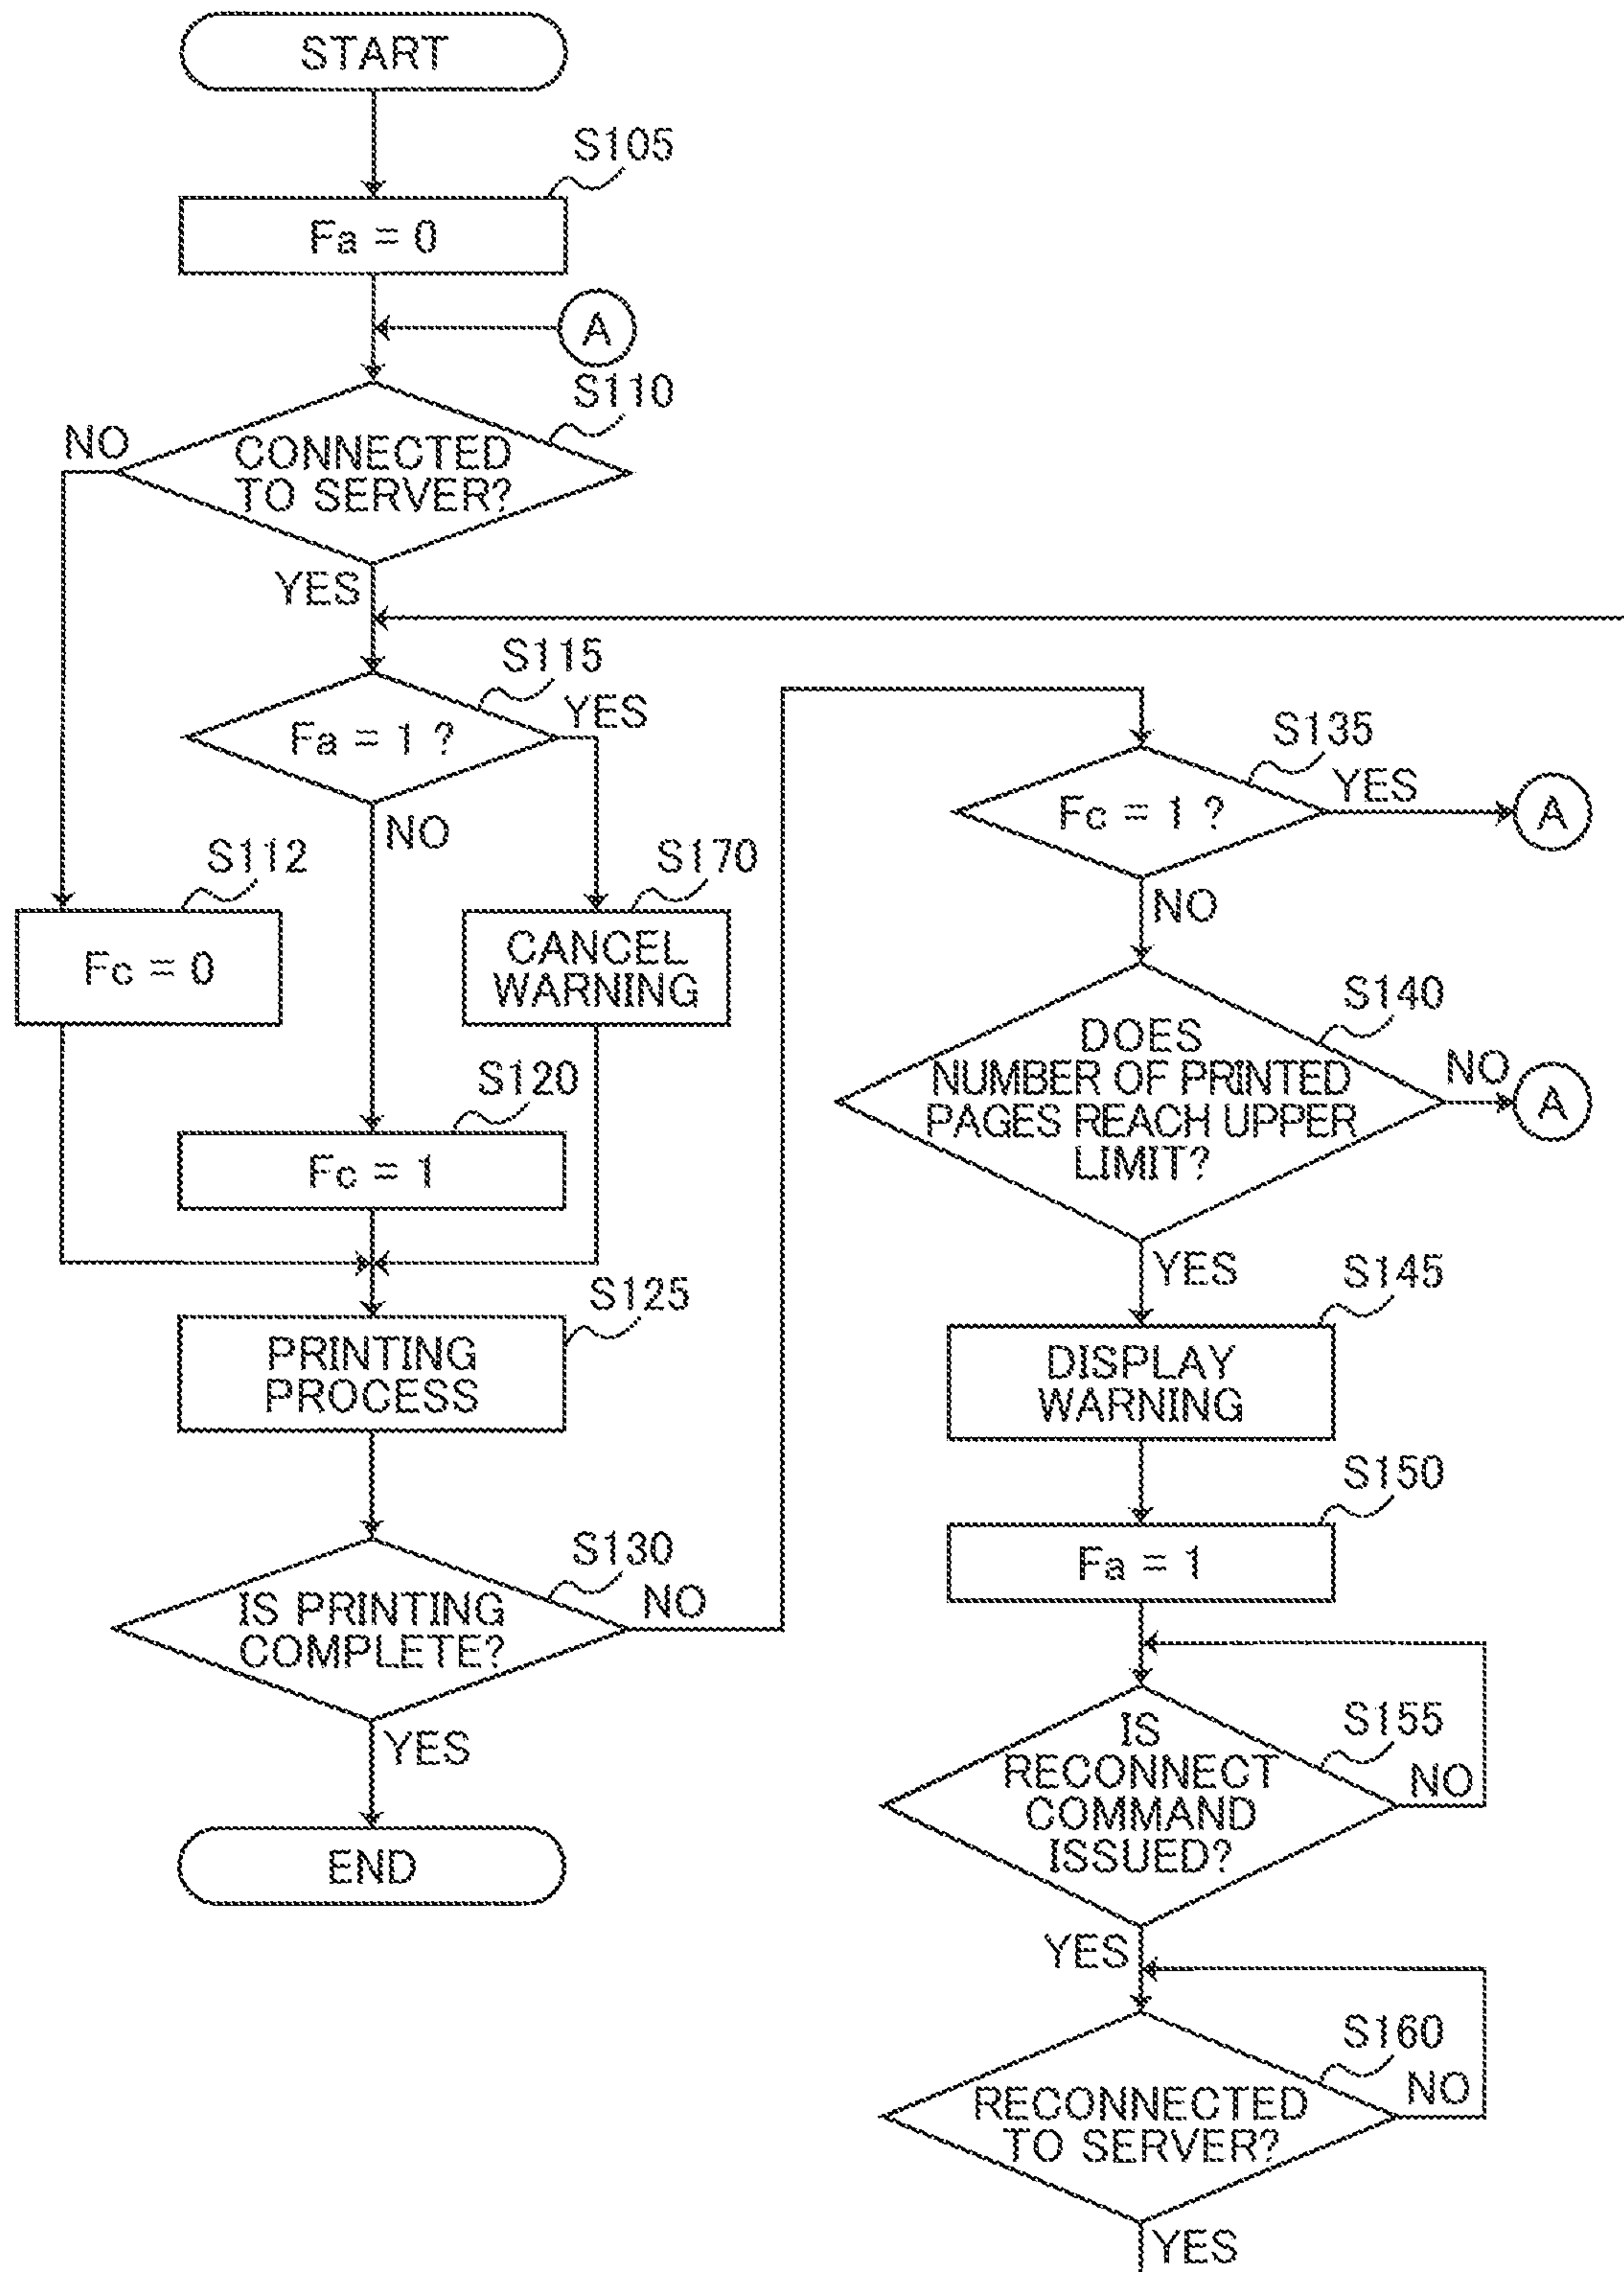 START
S105
Fa = 0
A
S110
NO
CONNECTED
TO SERVER?
YES
S115
YES
Fa = 1 ?
NO
S112
Fc = 0
S170
CANCEL
WARNING
S120
Fc = 1
S125
PRINTING
PROCESS
S130
NO
IS PRINTING
COMPLETE?
YES
END
S135
YES
Fc = 1 ?
A
NO
S140
DOES
NUMBER OF PRINTED
PAGES REACH UPPER
LIMIT?
NO
A
YES
S145
DISPLAY
WARNING
S150
Fa = 1
S155
IS
RECONNECT
COMMAND
ISSUED?
NO
YES
S160
RECONNECTED
TO SERVER?
NO
YES